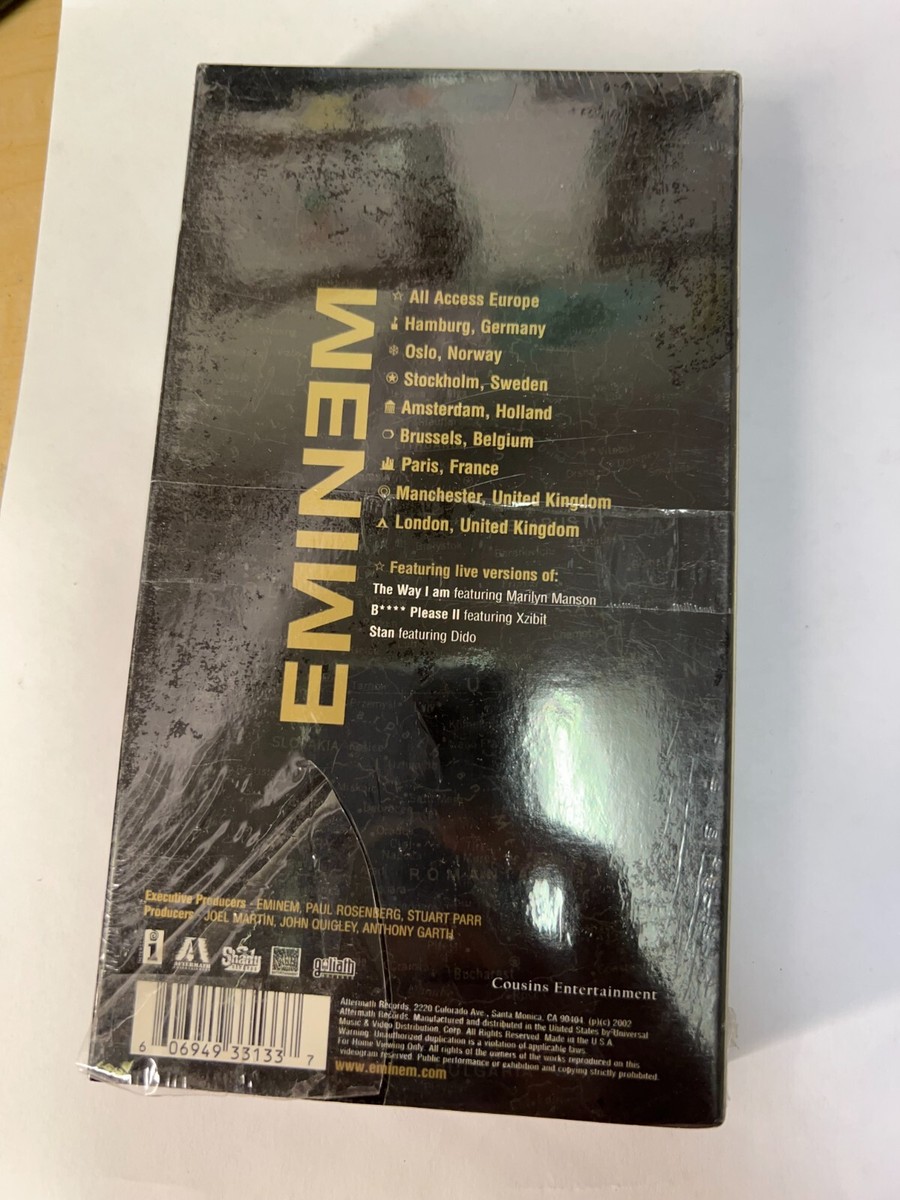 EMINEM
☆ All Access Europe
Hamburg, Germany
Oslo, Norway
Stockholm, Sweden
Amsterdam, Holland
Brussels, Belgium
Paris, France
Manchester, United Kingdom
London, United Kingdom
☆ Featuring live versions of:
The Way I am featuring Marilyn Manson
B**** Please II featuring Xzibit
Stan featuring Dido
SLOVAKIA
ROMANIA
Bucharest
Executive Producers - EMINEM, PAUL ROSENBERG, STUART PARR
Producers - JOEL MARTIN, JOHN QUIGLEY, ANTHONY GARTH
AFTERMATH
Shady
goliath
Cousins Entertainment
6 06949 33133 7
Aftermath Records, 2220 Colorado Ave., Santa Monica, CA 90404. (p)(c) 2002
Aftermath Records. Manufactured and distributed in the United States by Universal
Music & Video Distribution, Corp. All Rights Reserved. Made in the U S A
Warning: Unauthorized duplication is a violation of applicable laws.
For Home Viewing Only. All rights of the owners of the works reproduced on this
videogram reserved. Public performance or exhibition and copying strictly prohibited.
www.eminem.com